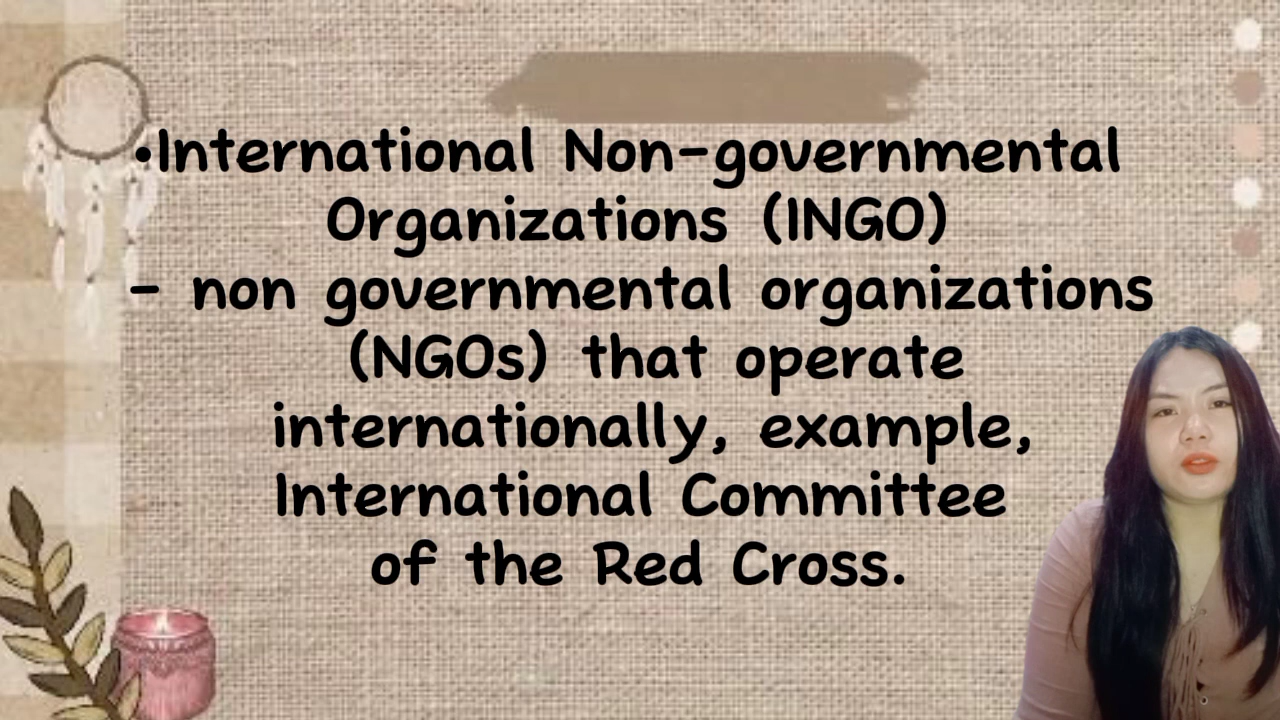 •International Non-governmental
Organizations (INGO)
- non governmental organizations
(NGOs) that operate
internationally, example,
International Committee
of the Red Cross.